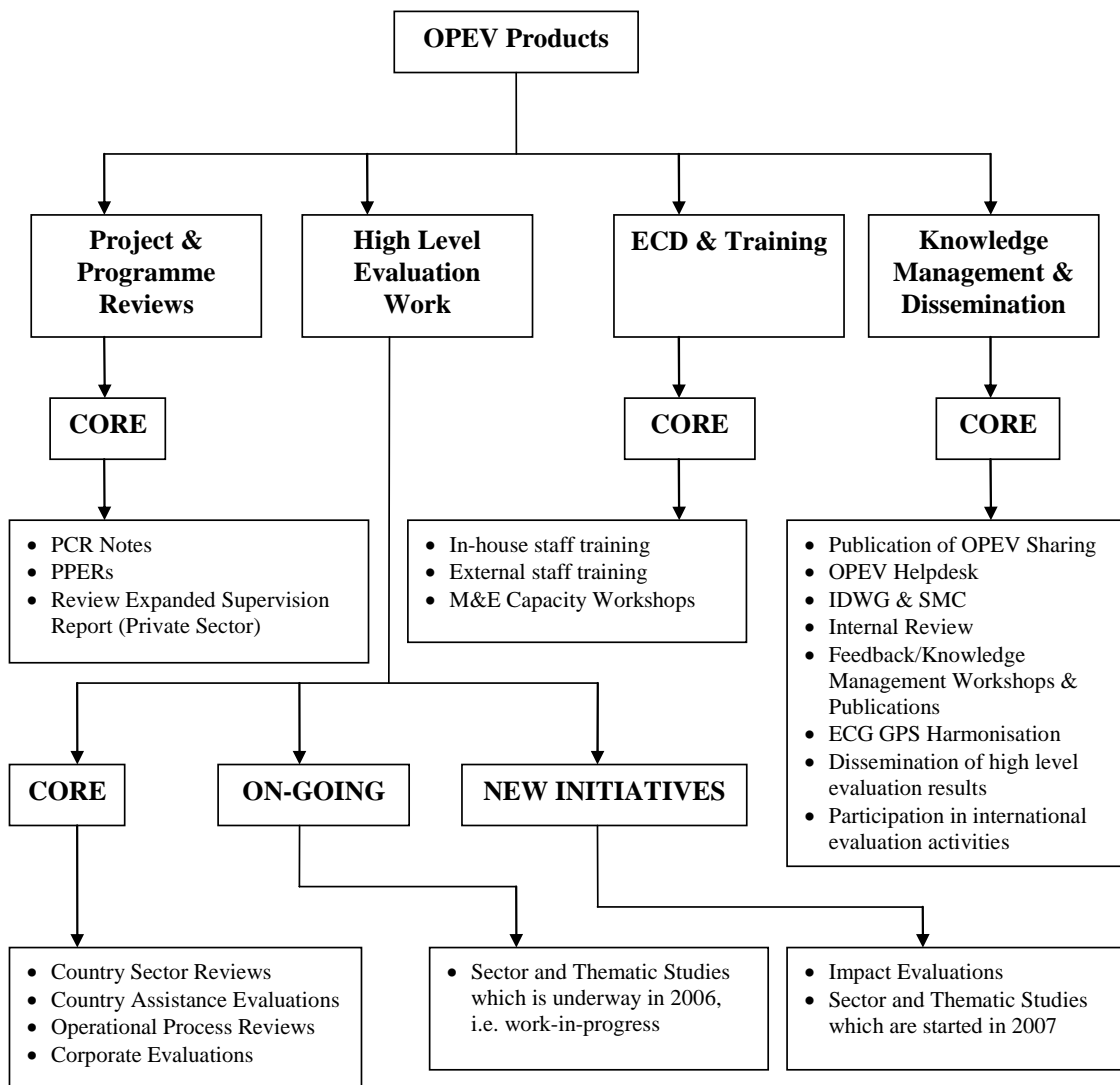 OPEV Products
Project &
Programme
Reviews
High Level
Evaluation
Work
ECD & Training
Knowledge
Management &
Dissemination
CORE
CORE
CORE
• PCR Notes
• PPERs
• Review Expanded Supervision
Report (Private Sector)
• In-house staff training
• External staff training
• M&E Capacity Workshops
• Publication of OPEV Sharing
• OPEV Helpdesk
• IDWG & SMC
• Internal Review
• Feedback/Knowledge
Management Workshops &
Publications
• ECG GPS Harmonisation
• Dissemination of high level
evaluation results
• Participation in international
evaluation activities
CORE
ON-GOING
NEW INITIATIVES
• Country Sector Reviews
• Country Assistance Evaluations
• Operational Process Reviews
• Corporate Evaluations
• Sector and Thematic Studies
which is underway in 2006,
i.e. work-in-progress
• Impact Evaluations
• Sector and Thematic Studies
which are started in 2007